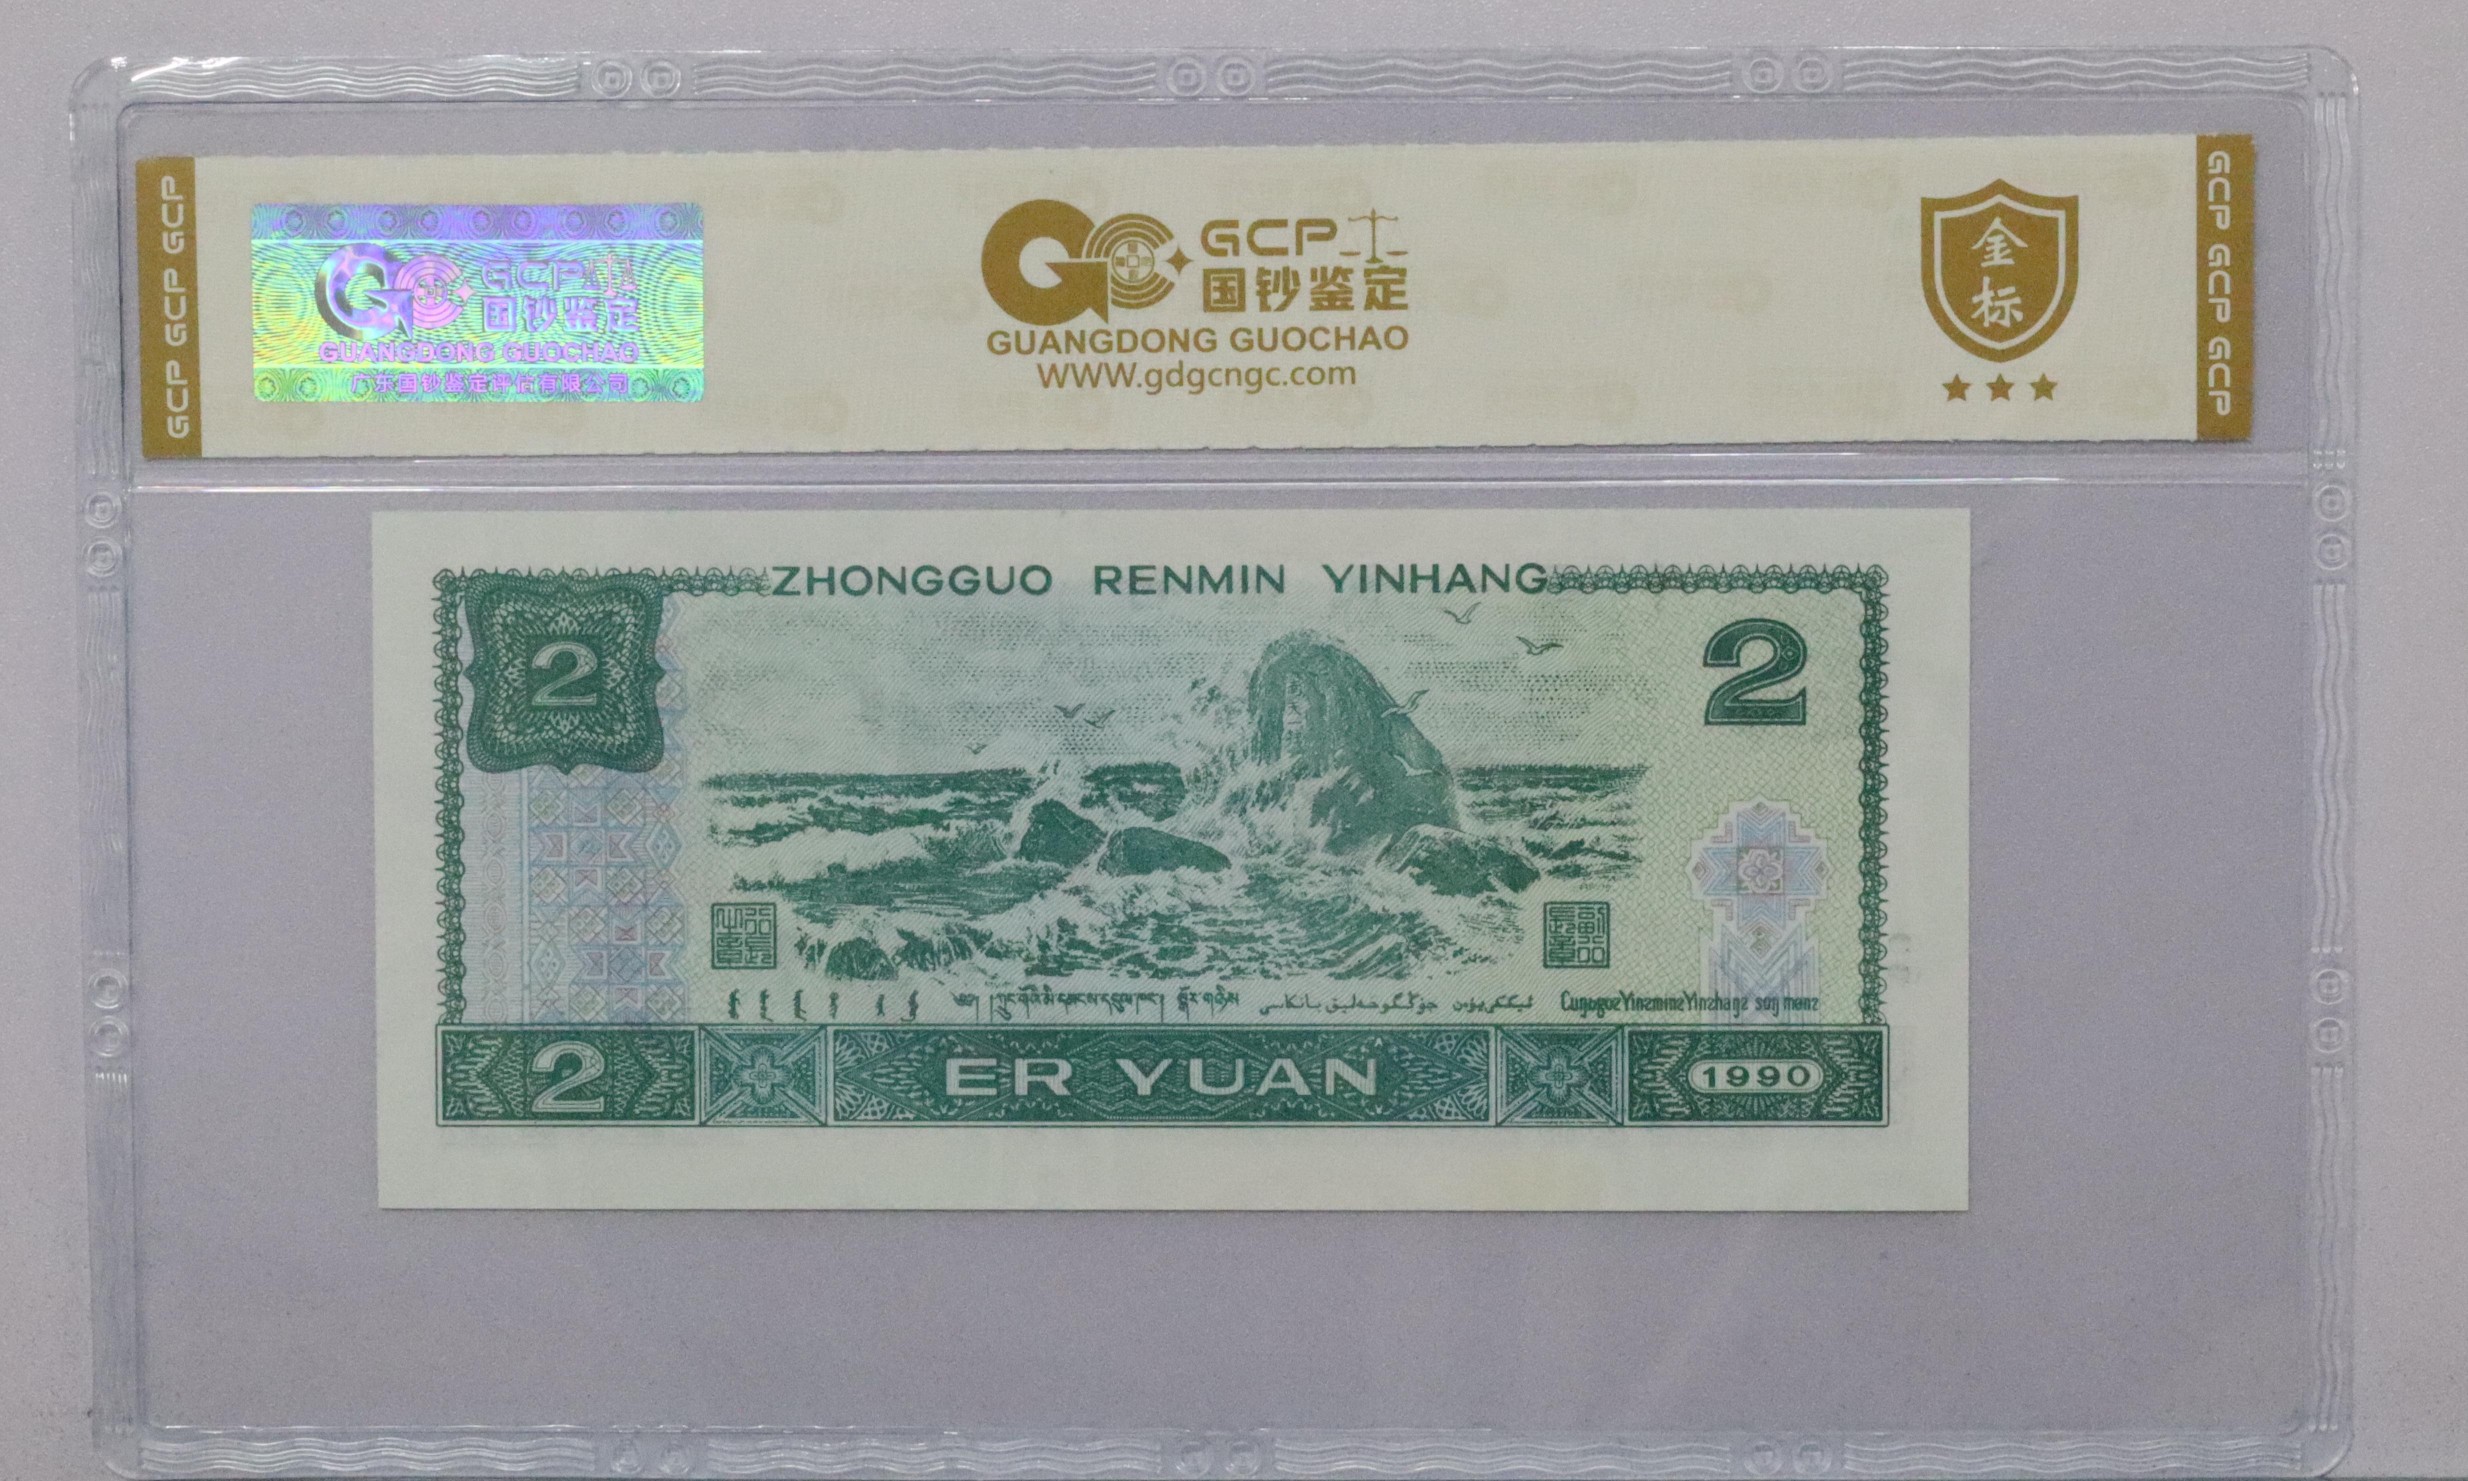 GCP GCP GCP
GCP
国钞鉴定
GUANGDONG GUOCHAO
广东国钞鉴定评估有限公司
GCP
国钞鉴定
GUANGDONG GUOCHAO
WWW.gdgcngc.com
金
标
GCP GCP GCP
ZHONGGUO RENMIN YINHANG
2
2
2
ER YUAN
1990